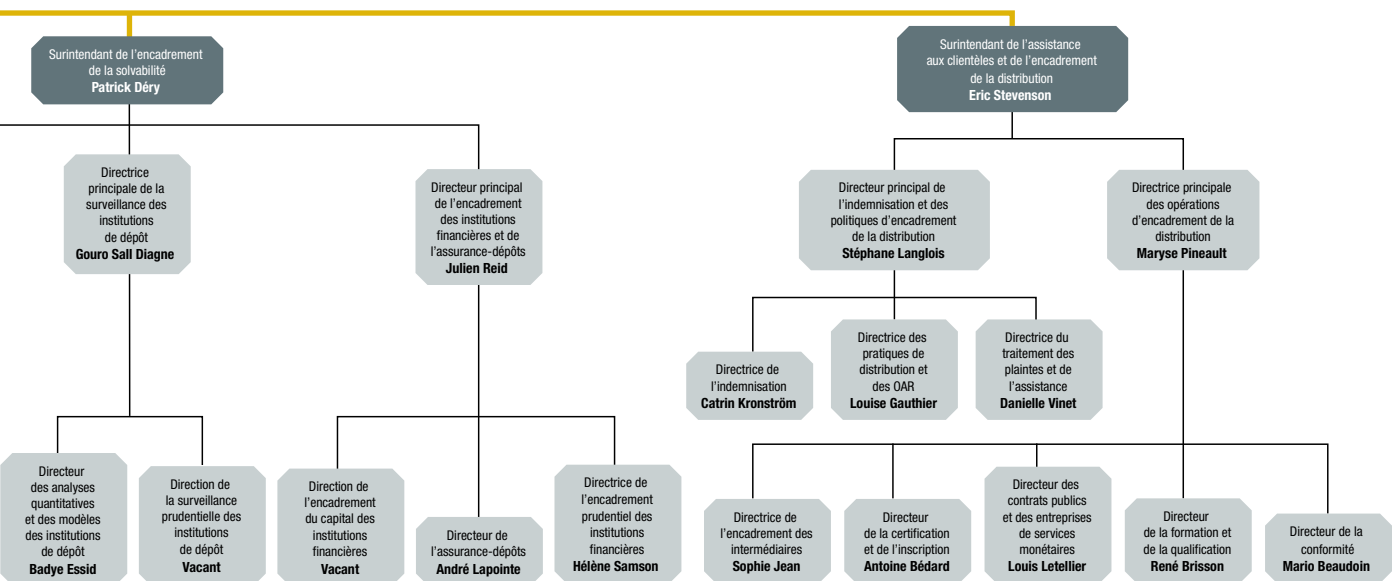 Surintendant de l'encadrement
de la solvabilité
Patrick Déry
Surintendant de l'assistance
aux clientèles et de l'encadrement
de la distribution
Eric Stevenson
Directrice
principale de la
surveillance des
institutions
de dépôt
Gouro Sall Diagne
Directeur principal
de l'encadrement
des institutions
financières et de
l'assurance-dépôts
Julien Reid
Directeur principal de
l'indemnisation et des
politiques d'encadrement
de la distribution
Stéphane Langlois
Directrice principale
des opérations
d'encadrement de la
distribution
Maryse Pineault
Directrice de
l'indemnisation
Catrin Kronström
Directrice des
pratiques de
distribution et
des OAR
Louise Gauthier
Directrice du
traitement des
plaintes et de
l'assistance
Danielle Vinet
Directeur
des analyses
quantitatives
et des modèles
des institutions
de dépôt
Badye Essid
Direction de
la surveillance
prudentielle des
institutions
de dépôt
Vacant
Direction de
l'encadrement
du capital des
institutions
financières
Vacant
Directeur de
l'assurance-dépôts
André Lapointe
Directrice de
l'encadrement
prudentiel des
institutions
financières
Hélène Samson
Directrice de
l'encadrement des
intermédiaires
Sophie Jean
Directeur
de la certification
et de l'inscription
Antoine Bédard
Directeur des
contrats publics
et des entreprises
de services
monétaires
Louis Letellier
Directeur
de la formation et
de la qualification
René Brisson
Directeur de la
conformité
Mario Beaudoin